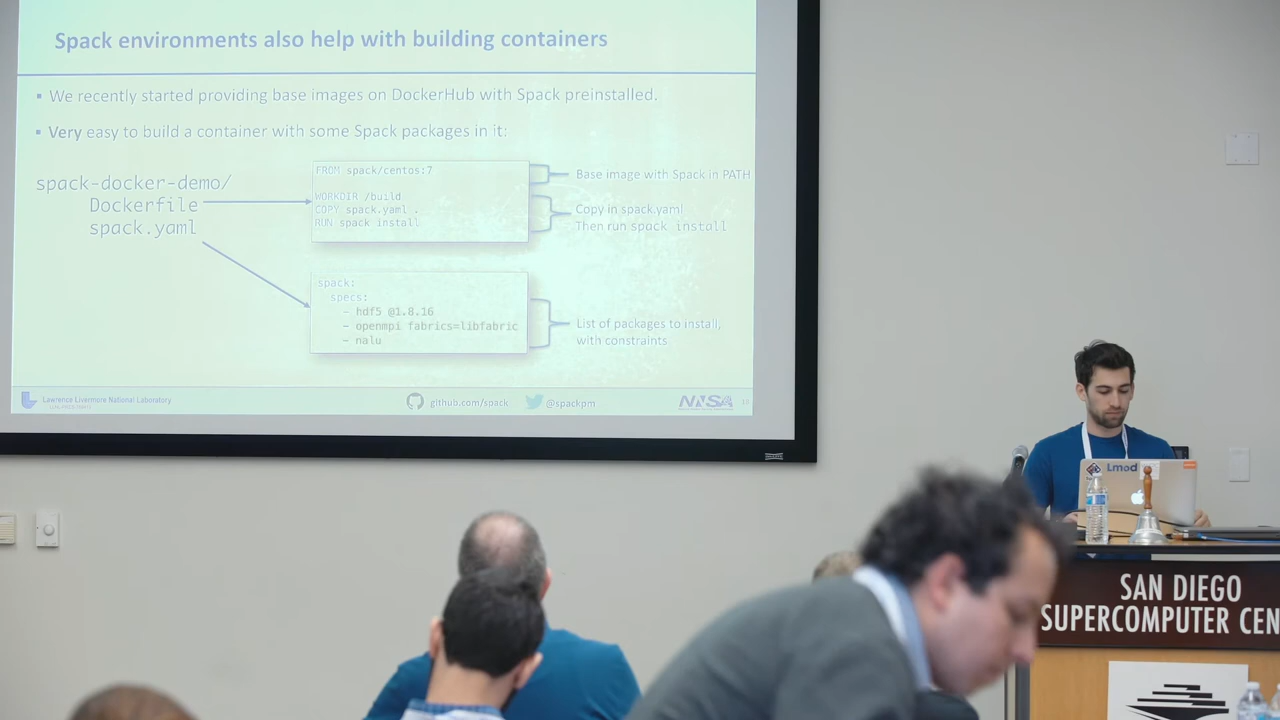 Spack environments also help with building containers
▪ We recently started providing base images on DockerHub with Spack preinstalled.
▪ Very easy to build a container with some Spack packages in it:
spack-docker-demo/
Dockerfile
spack.yaml
FROM spack/centos:7
WORKDIR /build
COPY spack.yaml .
RUN spack install
Base image with Spack in PATH
Copy in spack.yaml
Then run spack install
spack:
specs:
- hdf5 @1.8.16
- openmpi fabrics=libfabric
- nalu
List of packages to install,
with constraints
Lawrence Livermore National Laboratory
github.com/spack
@spackpm
NNSA
Lmod
SAN DIEGO
SUPERCOMPUTER CEN